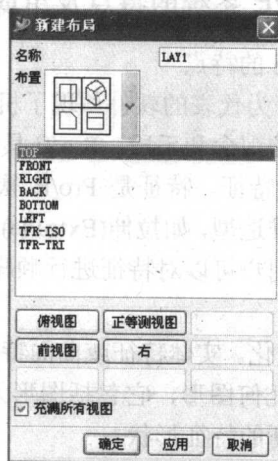 新建布局
名称 LAY1
布置
TOP
FRONT
RIGHT
BACK
BOTTOM
LEFT
TFR-ISO
TFR-TRI
俯视图 正等测视图
前视图 右
充满所有视图
确定 应用 取消